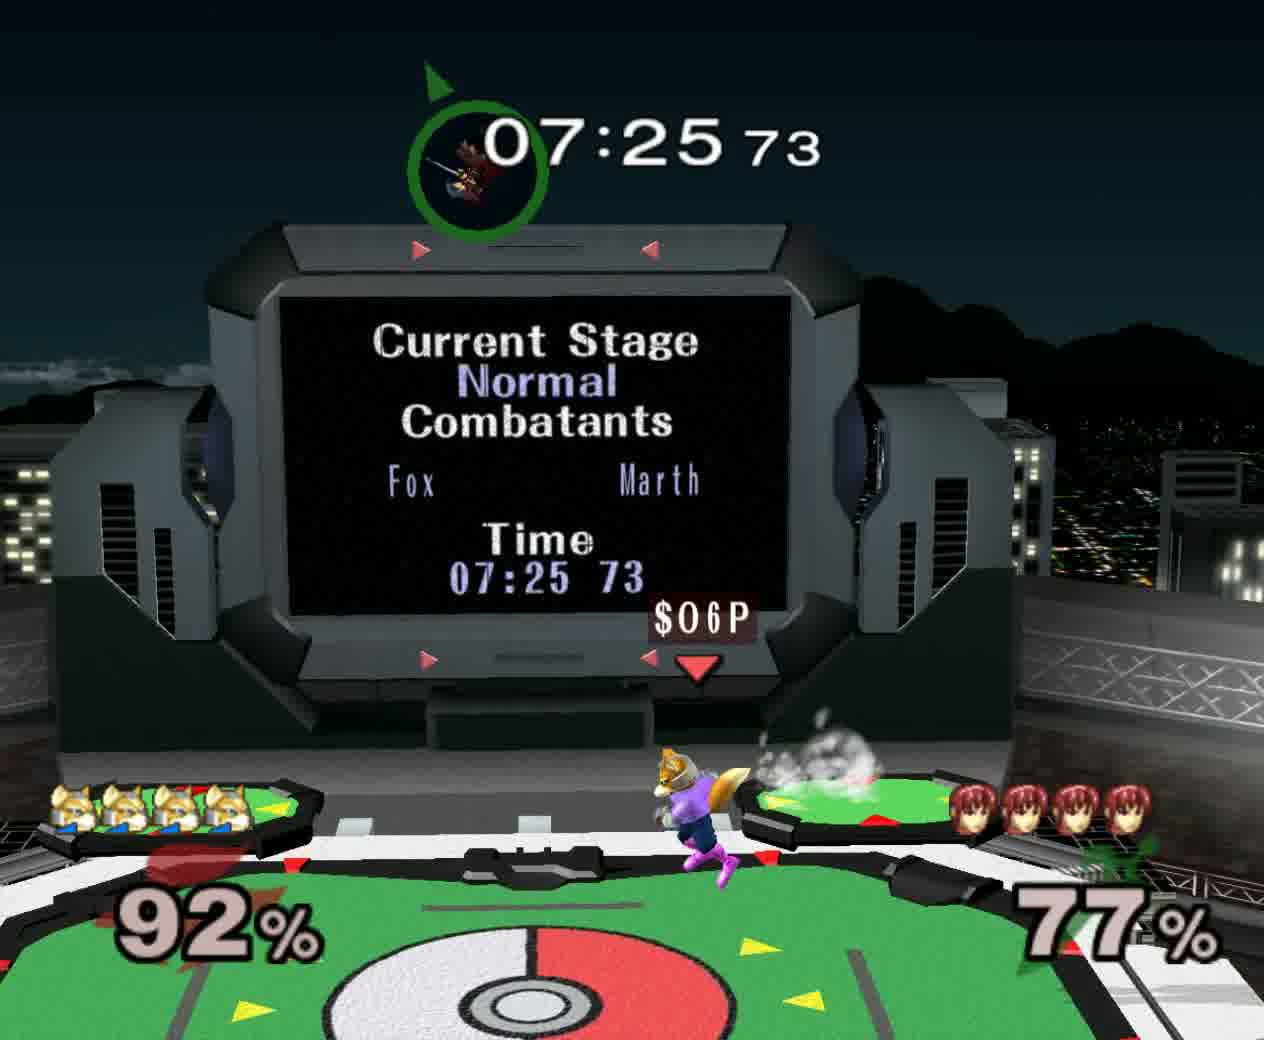 07:25 73
Current Stage
Normal
Combatants
Fox Marth
Time
07:25 73
$06P
92%
77%